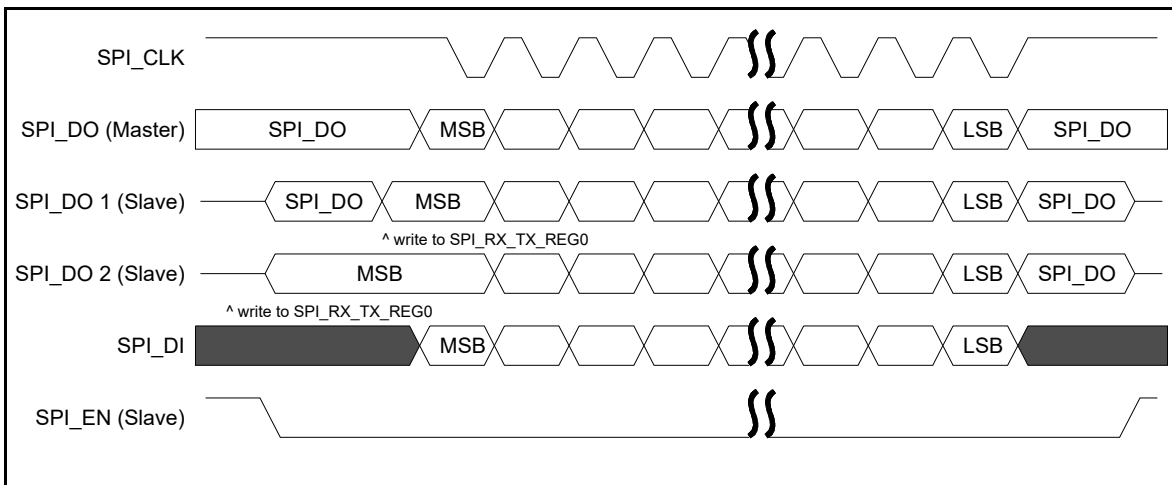 SPI_CLK
SPI_DO (Master) SPI_DO MSB LSB SPI_DO
SPI_DO 1 (Slave) SPI_DO MSB LSB SPI_DO
^ write to SPI_RX_TX_REG0
SPI_DO 2 (Slave) MSB LSB SPI_DO
^ write to SPI_RX_TX_REG0
SPI_DI MSB LSB
SPI_EN (Slave)